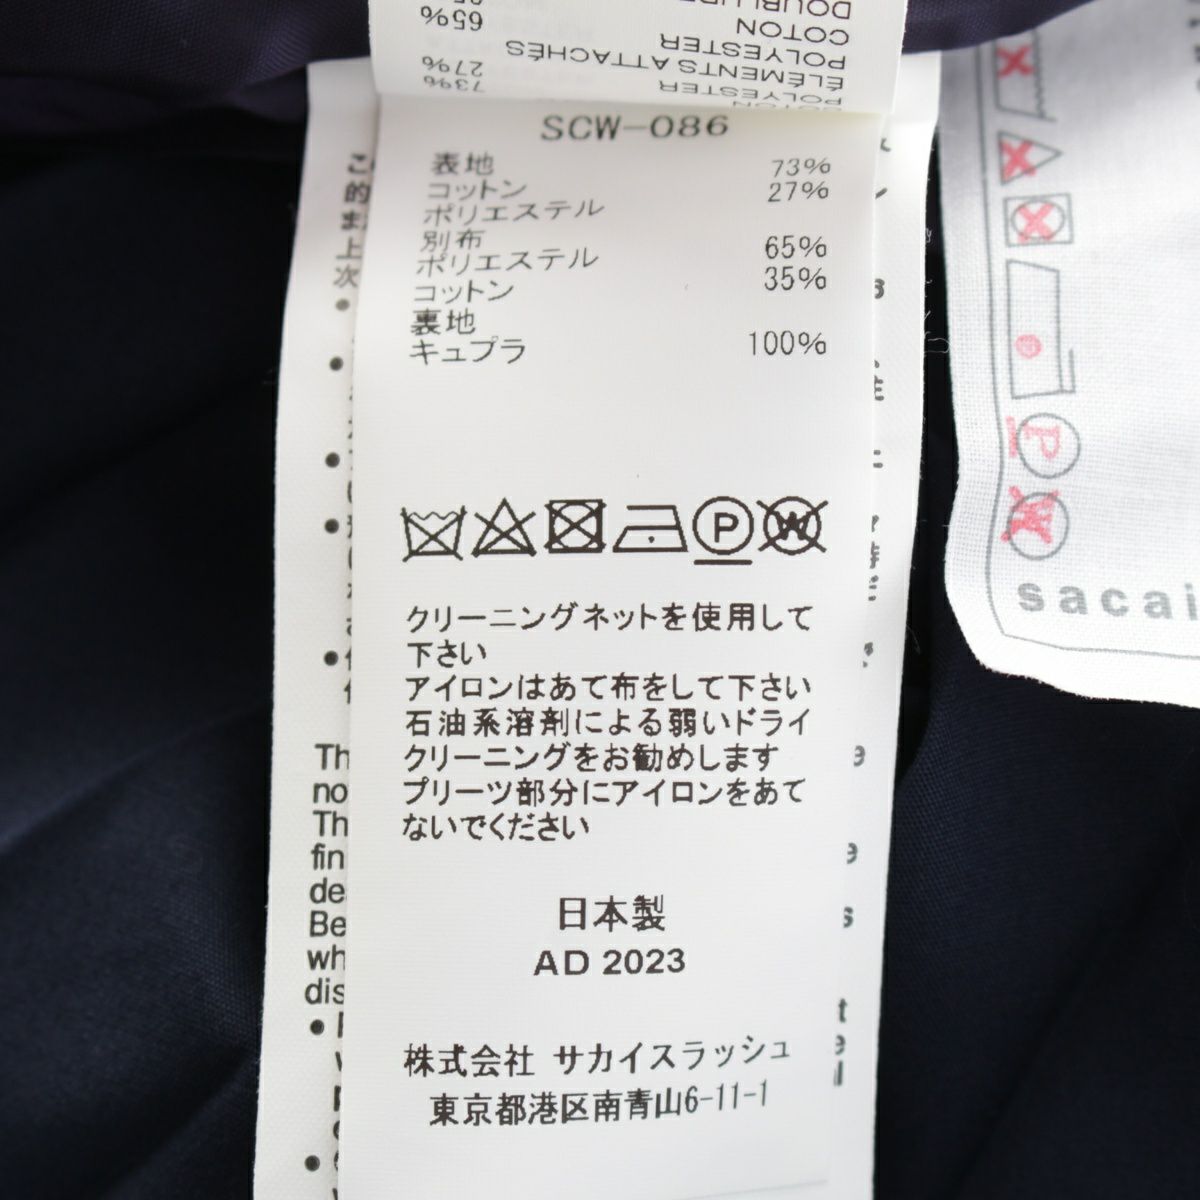 DOUBLURE
COTON
65%
POLYESTER
ÉLÉMENTS ATTACHÉS
POLYESTER 27%
COTON 73%
SCW-086
表地
コットン 73%
ポリエステル 27%
別布
ポリエステル 65%
コットン 35%
裏地
キュプラ 100%
P
W
クリーニングネットを使用して
下さい
アイロンはあて布をして下さい
石油系溶剤による弱いドライ
クリーニングをお勧めします
プリーツ部分にアイロンをあて
ないでください
日本製
AD 2023
株式会社 サカイスラッシュ
東京都港区南青山6-11-1
P
W
sacai